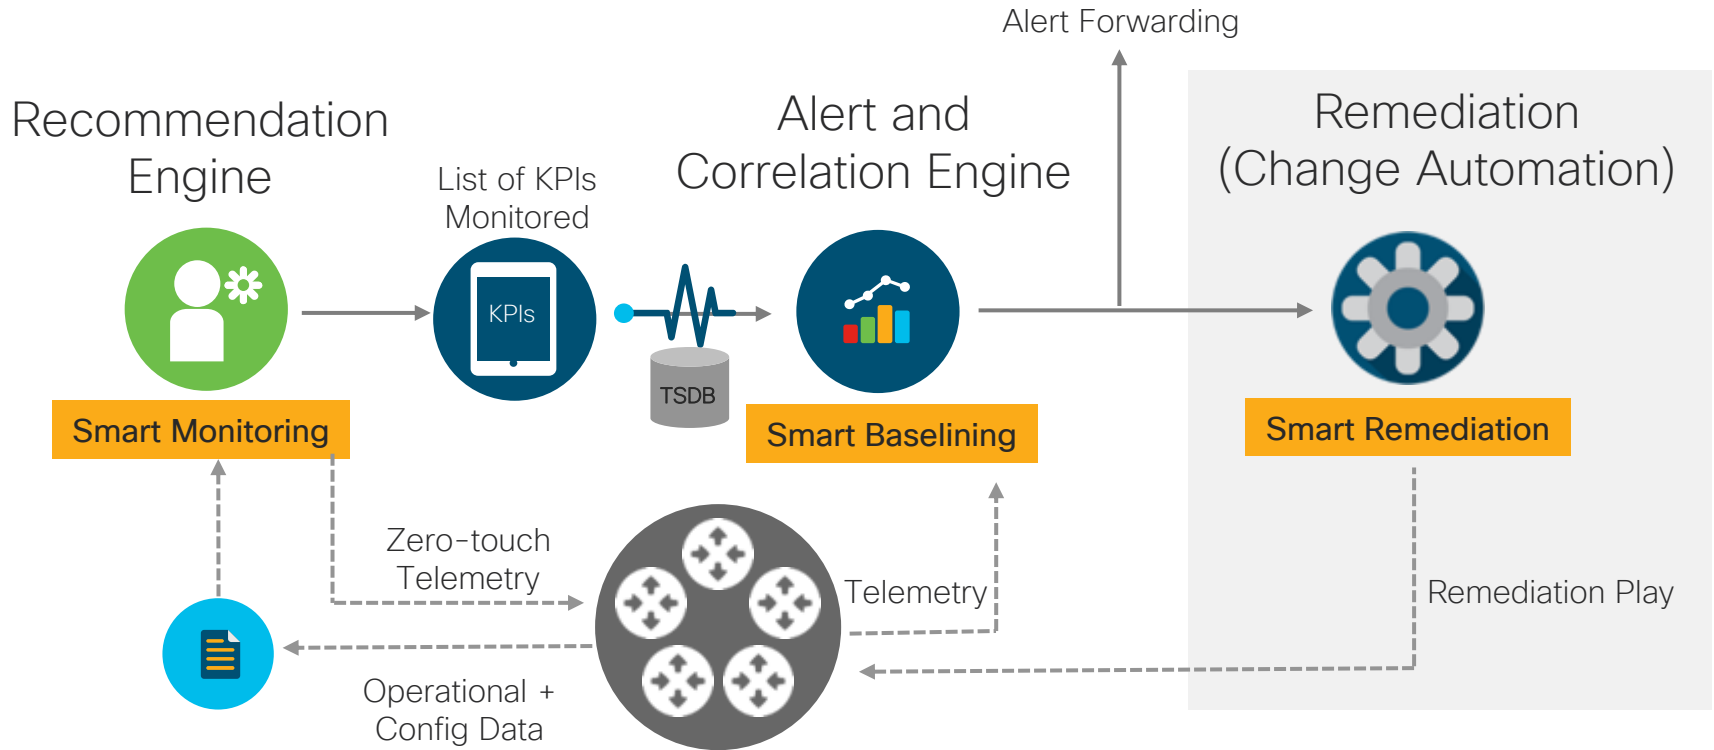 Alert Forwarding
Recommendation
Engine
List of KPIs
Monitored
Alert and
Correlation Engine
Remediation
(Change Automation)
KPIs
TSDB
Smart Monitoring
Smart Baselining
Smart Remediation
Zero-touch
Telemetry
Telemetry
Remediation Play
Operational +
Config Data